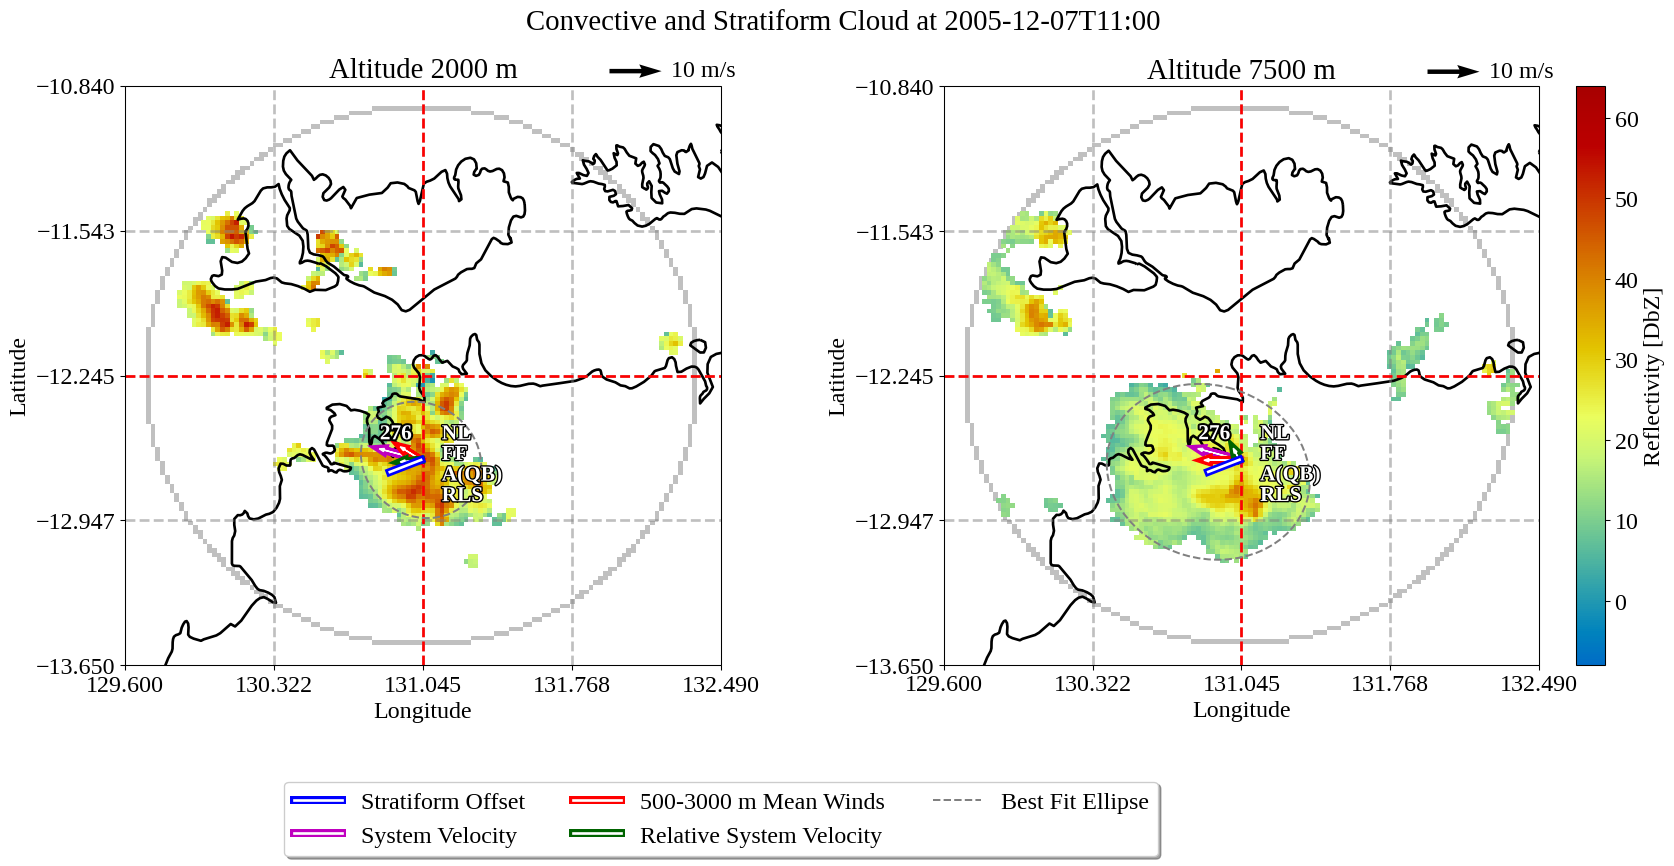 Convective and Stratiform Cloud at 2005-12-07T11:00
Altitude 2000 m
10 m/s
−10.840
−11.543
−12.245
−12.947
−13.650
129.600
130.322
131.045
131.768
132.490
Latitude
Longitude
276
NL
FF
A(QB)
RLS
Altitude 7500 m
10 m/s
−10.840
−11.543
−12.245
−12.947
−13.650
129.600
130.322
131.045
131.768
132.490
Latitude
Longitude
276
NL
FF
A(QB)
RLS
60
50
40
30
20
10
0
Reflectivity [DbZ]
Stratiform Offset
System Velocity
500-3000 m Mean Winds
Relative System Velocity
Best Fit Ellipse